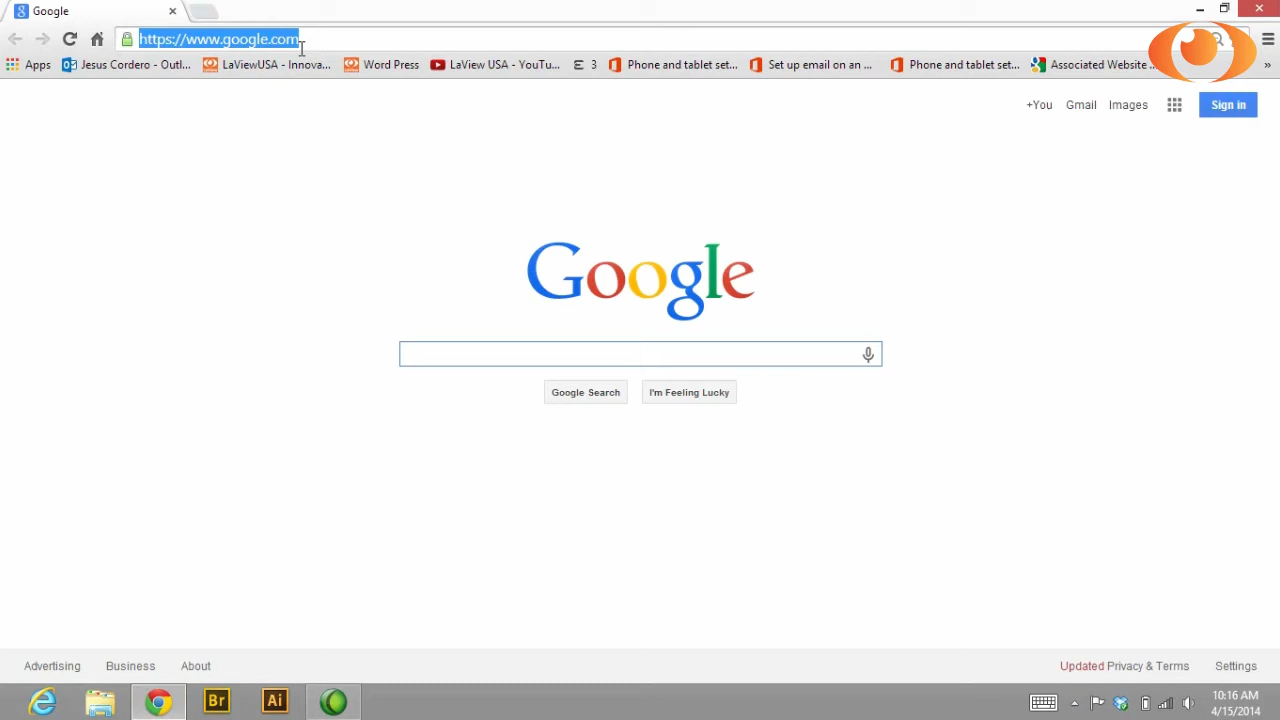 Google
https://www.google.com
Apps Jesus Cordero - Outl... LaViewUSA - Innova... Word Press LaView USA - YouTu... 3 Phone and tablet set... Set up email on an ... Phone and tablet set... Associated Website ... »
+You Gmail Images Sign in
Google
Google Search I'm Feeling Lucky
Advertising Business About Updated Privacy & Terms Settings
Br Ai
10:16 AM
4/15/2014